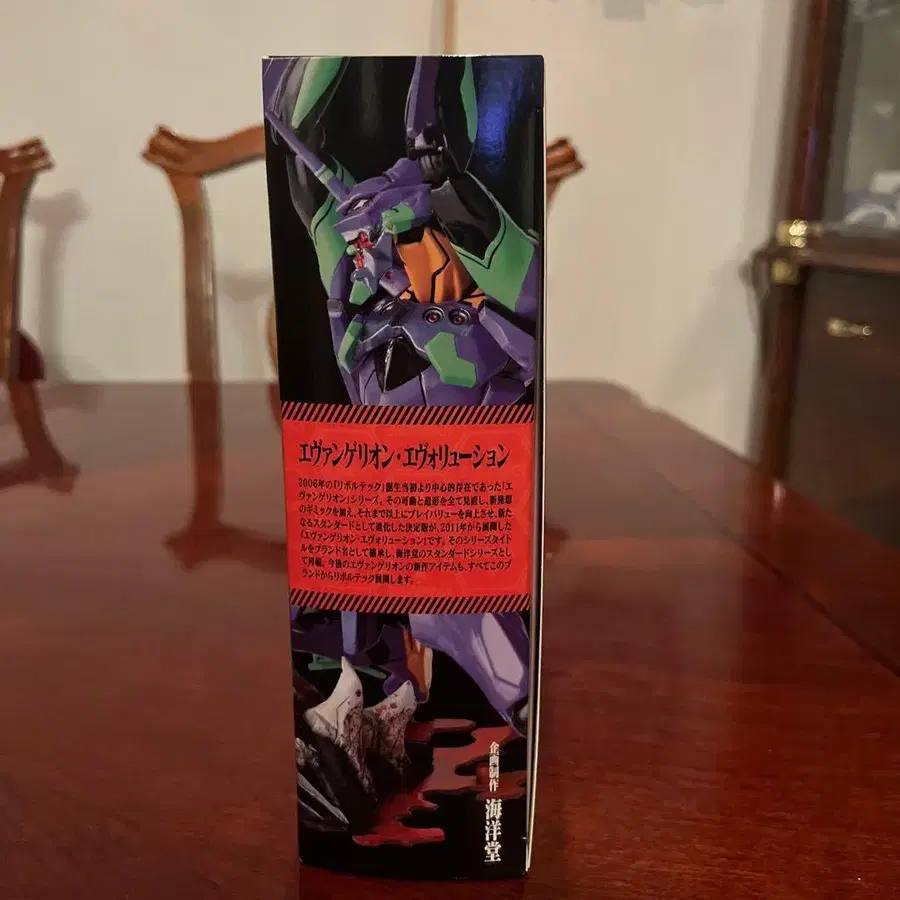 エヴァンゲリオン・エヴォリューション
2006年の「リボルテック」誕生当初より中心的存在であった「エ
ヴァンゲリオン」シリーズ。その可動と造形を全て見直し、新発想
のギミックを加え、それまで以上にプレイバリューを向上させ、新た
なるスタンダードとして進化した決定版が、2011年から展開した
「エヴァンゲリオン・エヴォリューション」です。そのシリーズタイト
ルをブランド名として継承し、海洋堂のスタンダードシリーズとし
て再編。今後のエヴァンゲリオンの新作アイテムも、すべてこのブ
ランドからリボルテック展開します。
企画制作 海洋堂